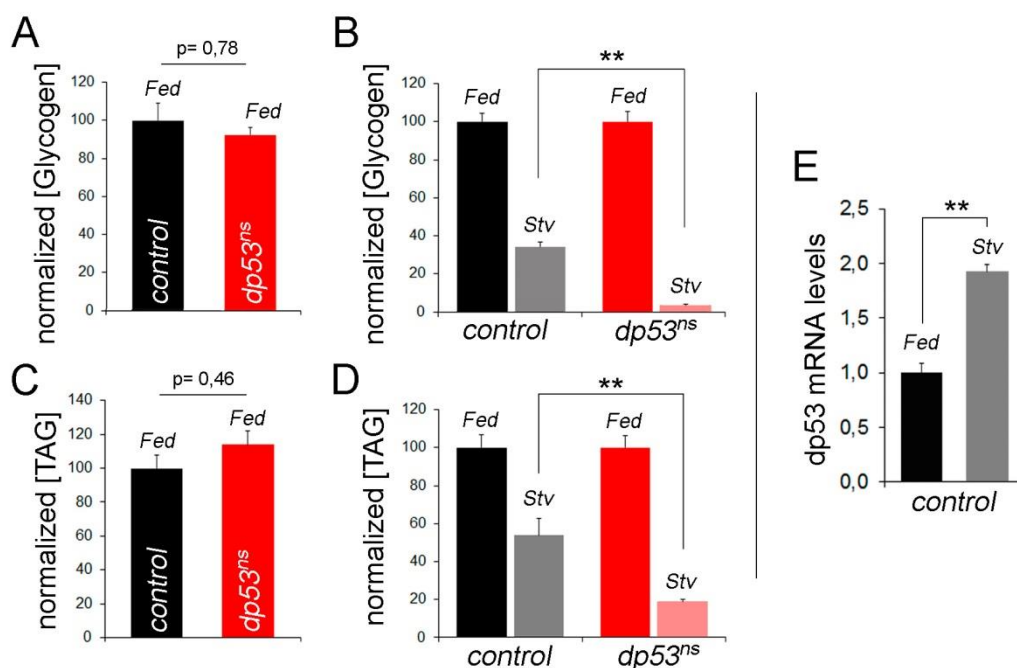 A
p= 0,78
normalized [Glycogen]
120
100
80
60
40
20
0
Fed
Fed
control
dp53ns
B
**
normalized [Glycogen]
120
100
80
60
40
20
0
Fed
Stv
Fed
Stv
control
dp53ns
C
p= 0,46
normalized [TAG]
140
120
100
80
60
40
20
0
Fed
Fed
control
dp53ns
D
**
normalized [TAG]
120
100
80
60
40
20
0
Fed
Stv
Fed
Stv
control
dp53ns
E
**
dp53 mRNA levels
2,5
2,0
1,5
1,0
0,5
0,0
Fed
Stv
control